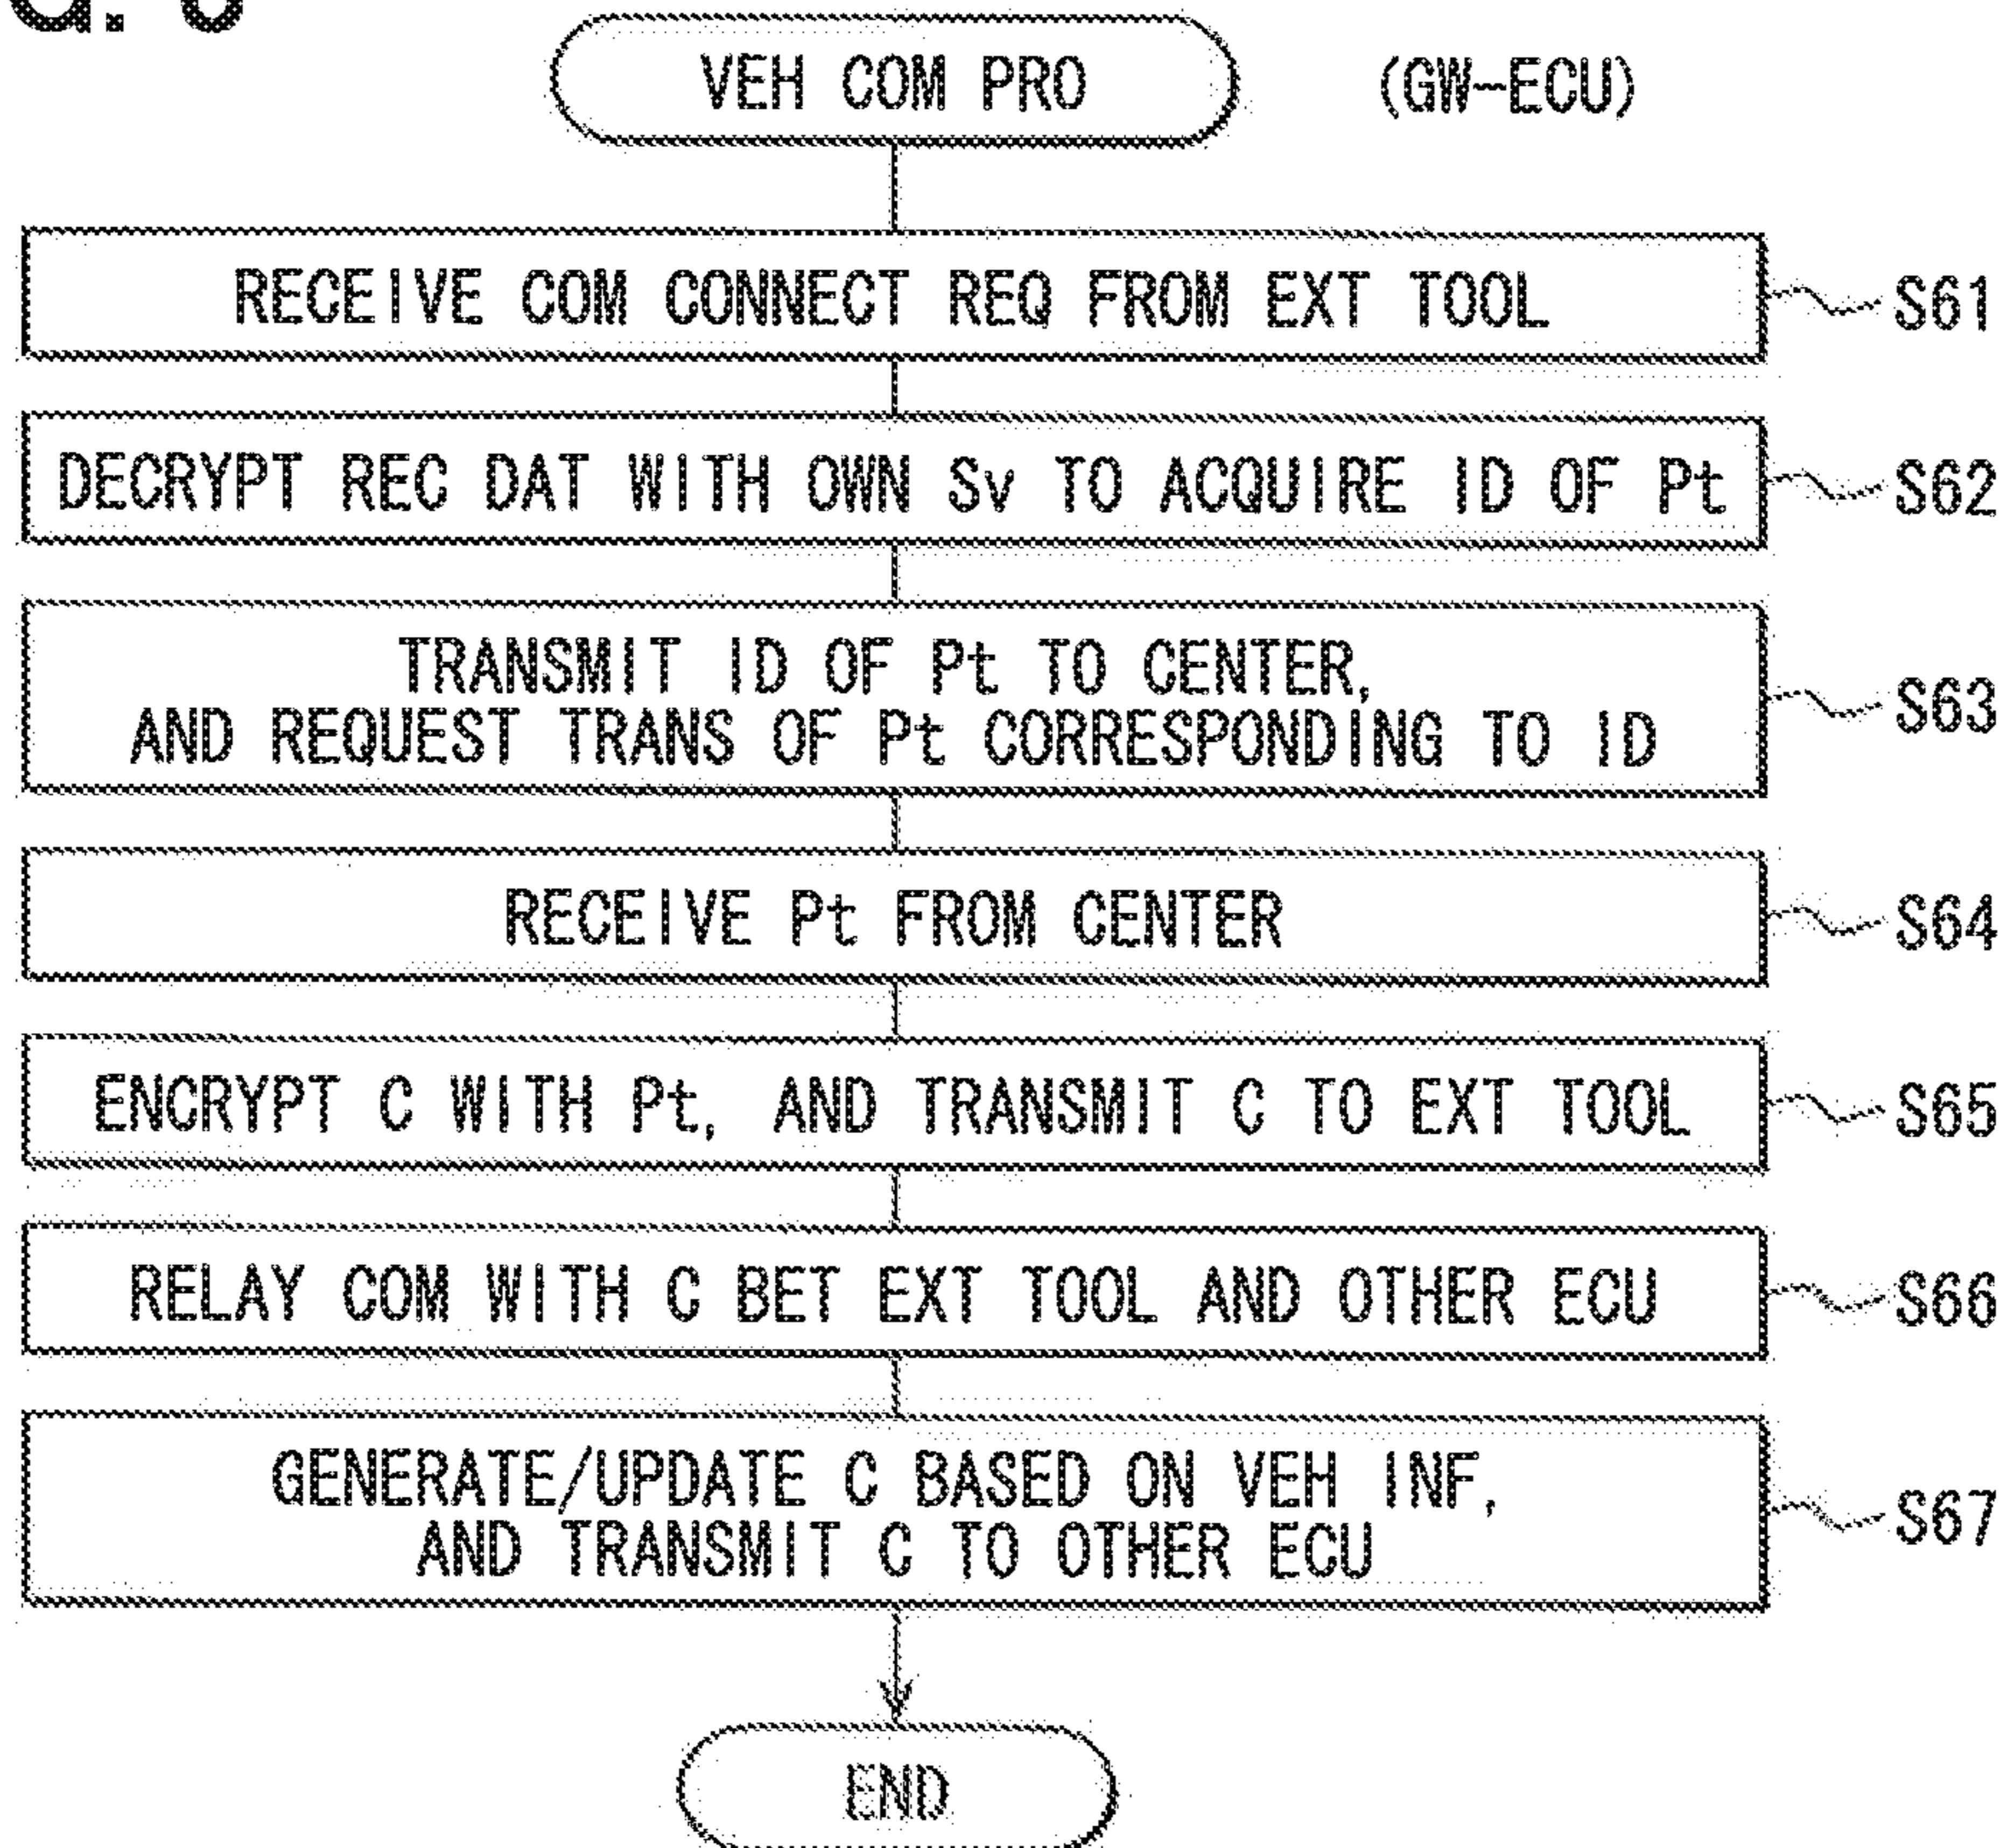 VEH COM PRO
(GW-ECU)
RECEIVE COM CONNECT REQ FROM EXT TOOL
S61
DECRYPT REC DAT WITH OWN Sv TO ACQUIRE ID OF Pt
S62
TRANSMIT ID OF Pt TO CENTER,
AND REQUEST TRANS OF Pt CORRESPONDING TO ID
S63
RECEIVE Pt FROM CENTER
S64
ENCRYPT C WITH Pt, AND TRANSMIT C TO EXT TOOL
S65
RELAY COM WITH C BET EXT TOOL AND OTHER ECU
S66
GENERATE/UPDATE C BASED ON VEH INF,
AND TRANSMIT C TO OTHER ECU
S67
END